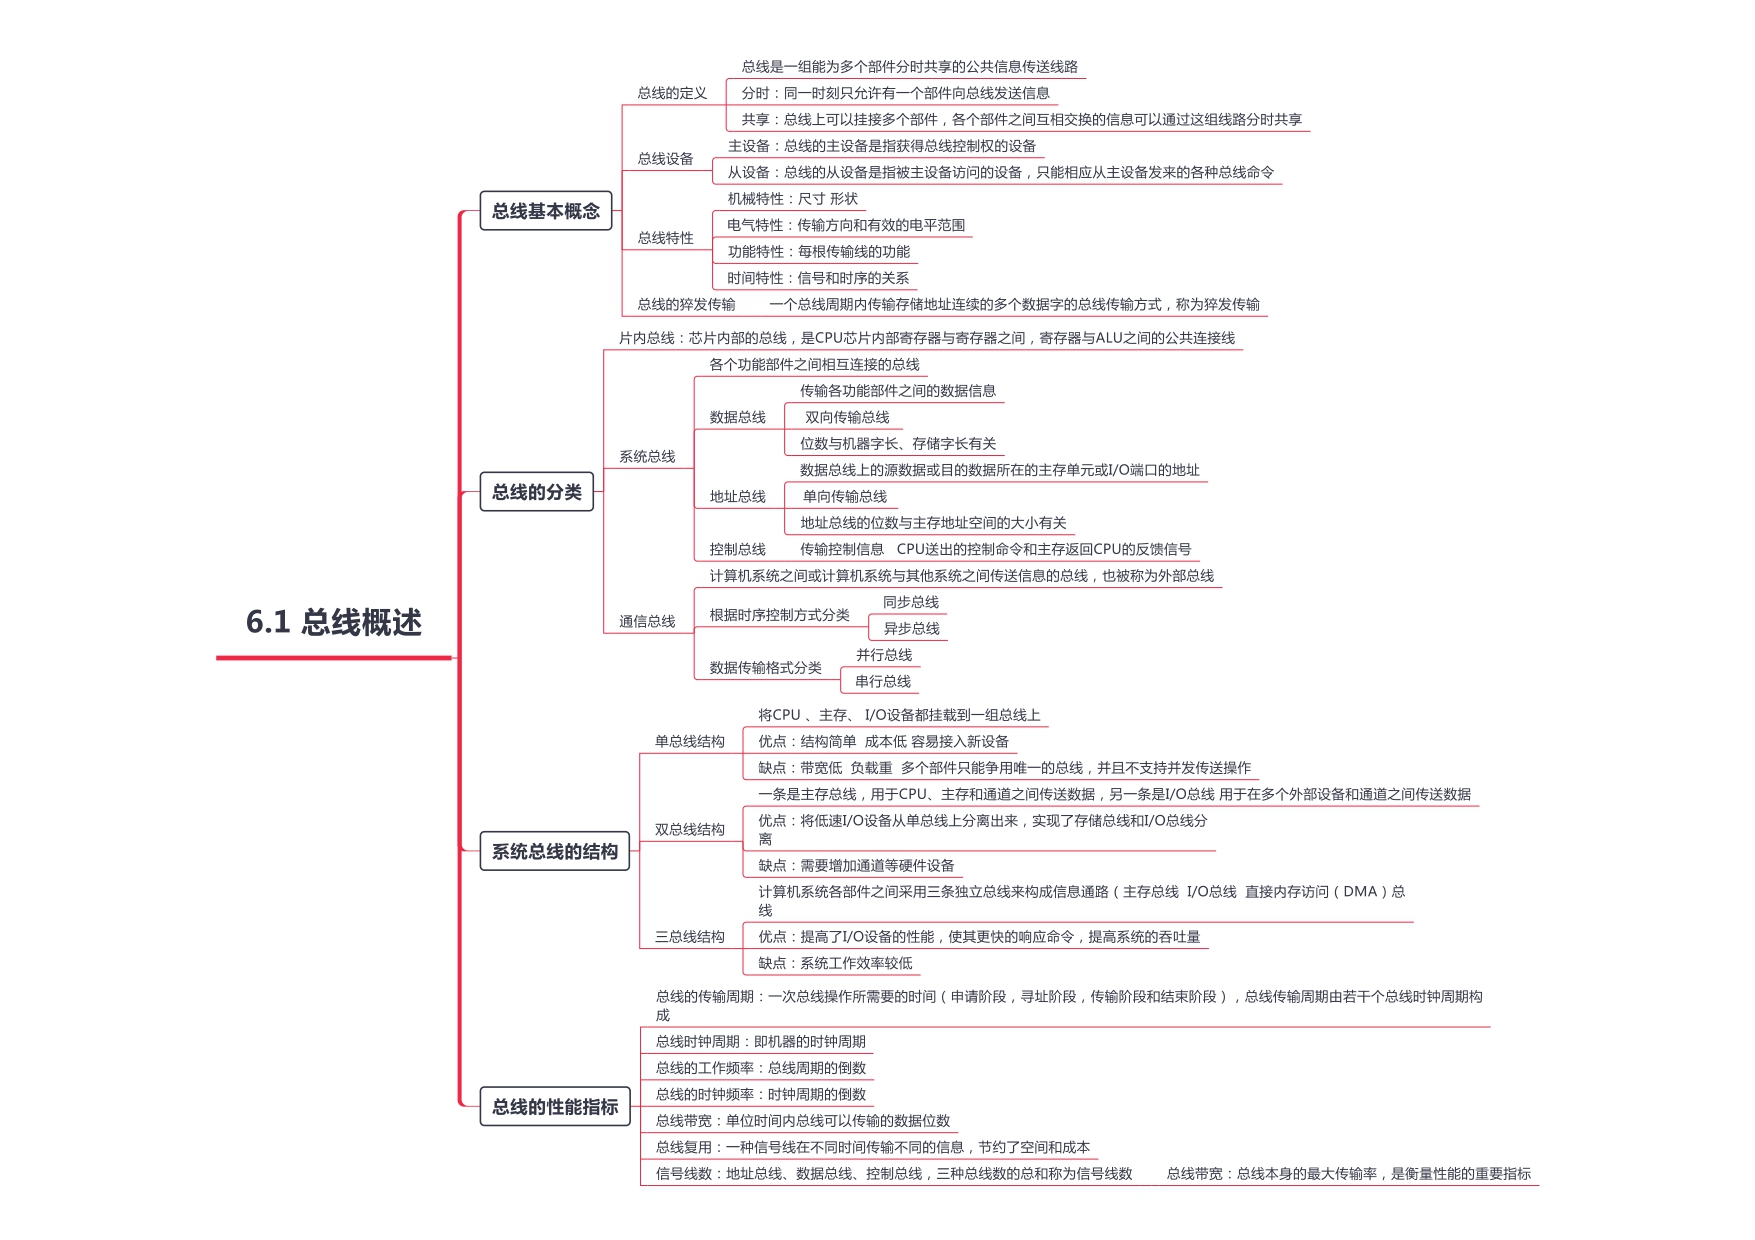 6.1 总线概述
总线基本概念
总线的定义
总线是一组能为多个部件分时共享的公共信息传送线路
分时：同一时刻只允许有一个部件向总线发送信息
共享：总线上可以挂接多个部件，各个部件之间互相交换的信息可以通过这组线路分时共享
总线设备
主设备：总线的主设备是指获得总线控制权的设备
从设备：总线的从设备是指被主设备访问的设备，只能相应从主设备发来的各种总线命令
总线特性
机械特性：尺寸 形状
电气特性：传输方向和有效的电平范围
功能特性：每根传输线的功能
时间特性：信号和时序的关系
总线的猝发传输
一个总线周期内传输存储地址连续的多个数据字的总线传输方式，称为猝发传输
总线的分类
片内总线：芯片内部的总线，是CPU芯片内部寄存器与寄存器之间，寄存器与ALU之间的公共连接线
系统总线
各个功能部件之间相互连接的总线
数据总线
传输各功能部件之间的数据信息
双向传输总线
位数与机器字长、存储字长有关
地址总线
数据总线上的源数据或目的数据所在的主存单元或I/O端口的地址
单向传输总线
地址总线的位数与主存地址空间的大小有关
控制总线
传输控制信息 CPU送出的控制命令和主存返回CPU的反馈信号
通信总线
计算机系统之间或计算机系统与其他系统之间传送信息的总线，也被称为外部总线
根据时序控制方式分类
同步总线
异步总线
数据传输格式分类
并行总线
串行总线
系统总线的结构
单总线结构
将CPU 、主存、 I/O设备都挂载到一组总线上
优点：结构简单 成本低 容易接入新设备
缺点：带宽低 负载重 多个部件只能争用唯一的总线，并且不支持并发传送操作
双总线结构
一条是主存总线，用于CPU、主存和通道之间传送数据，另一条是I/O总线 用于在多个外部设备和通道之间传送数据
优点：将低速I/O设备从单总线上分离出来，实现了存储总线和I/O总线分
离
缺点：需要增加通道等硬件设备
三总线结构
计算机系统各部件之间采用三条独立总线来构成信息通路（主存总线 I/O总线 直接内存访问（DMA）总
线
优点：提高了I/O设备的性能，使其更快的响应命令，提高系统的吞吐量
缺点：系统工作效率较低
总线的性能指标
总线的传输周期：一次总线操作所需要的时间（申请阶段，寻址阶段，传输阶段和结束阶段），总线传输周期由若干个总线时钟周期构
成
总线时钟周期：即机器的时钟周期
总线的工作频率：总线周期的倒数
总线的时钟频率：时钟周期的倒数
总线带宽：单位时间内总线可以传输的数据位数
总线复用：一种信号线在不同时间传输不同的信息，节约了空间和成本
信号线数：地址总线、数据总线、控制总线，三种总线数的总和称为信号线数
总线带宽：总线本身的最大传输率，是衡量性能的重要指标